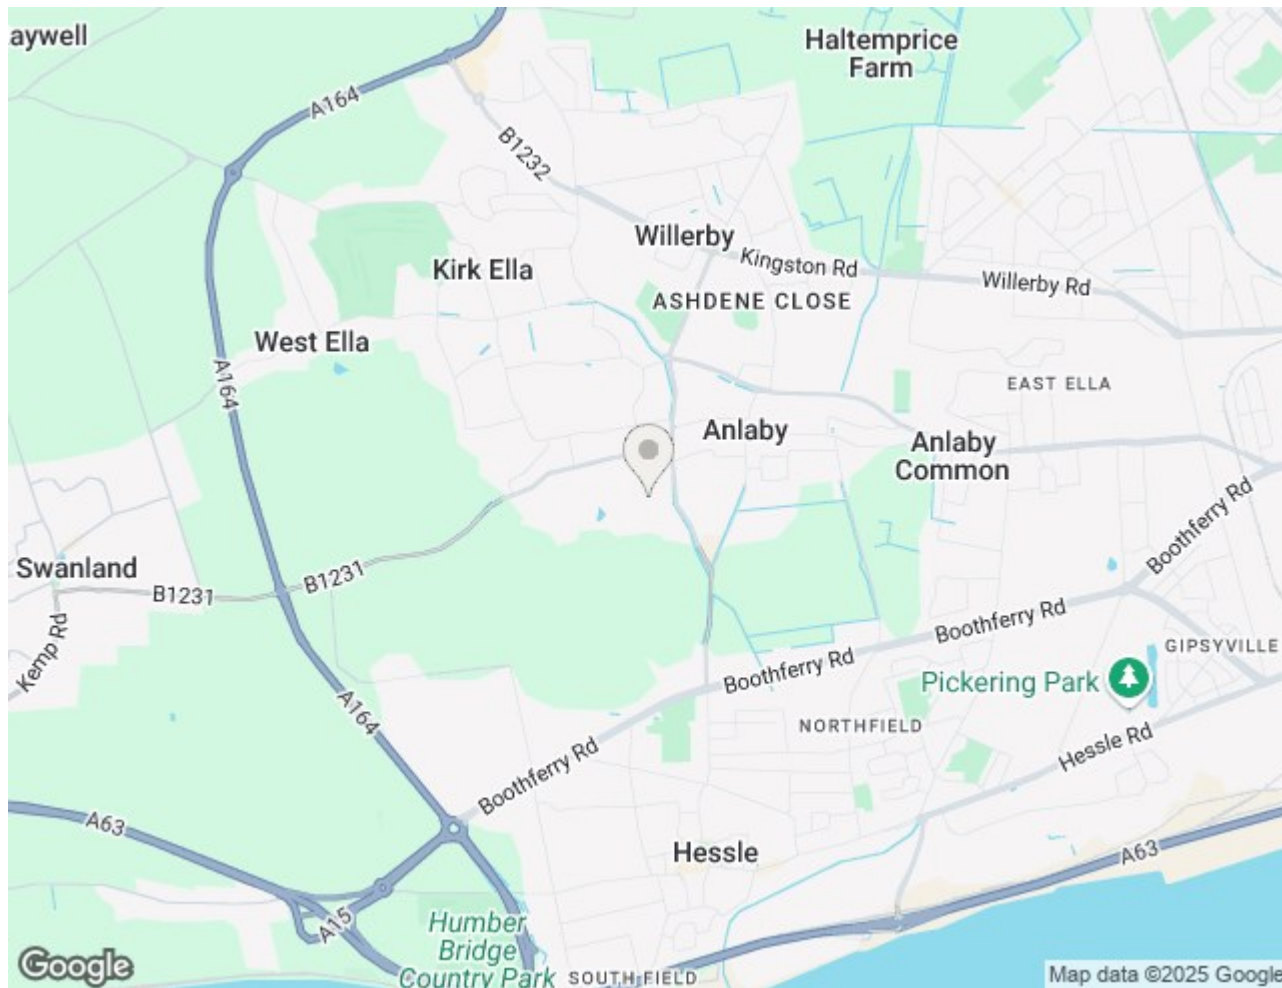 aywell
Haltemprice
Farm
A164
B1232
Willerby
Kingston Rd
Kirk Ella
Willerby Rd
ASHDENE CLOSE
West Ella
A164
EAST ELLA
Anlaby
Anlaby
Common
Boothferry Rd
Swanland
B1231
B1231
Kemp Rd
Boothferry Rd
GIPSYVILLE
Boothferry Rd
Pickering Park
A164
NORTHFIELD
Hessle Rd
Boothferry Rd
A63
Hessle
A63
A15
Humber
Bridge
Country Park
SOUTH FIELD
Google
Map data ©2025 Google